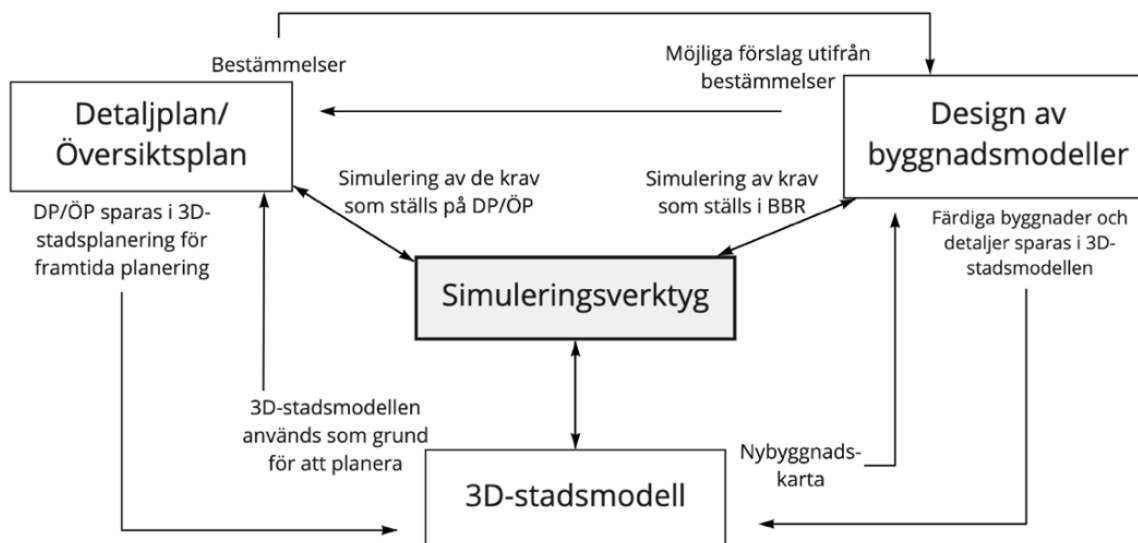 Bestämmelser
Möjliga förslag utifrån
bestämmelser
Detaljplan/
Översiktsplan
Design av
byggnadsmodeller
Simulering av de krav
som ställs på DP/ÖP
Simulering av krav
som ställs i BBR
DP/ÖP sparas i 3D-
stadsplanering för
framtida planering
Färdiga byggnader och
detaljer sparas i 3D-
stadsmodellen
Simuleringsverktyg
3D-stadsmodellen
används som grund
för att planera
Nybyggnads-
karta
3D-stadsmodell